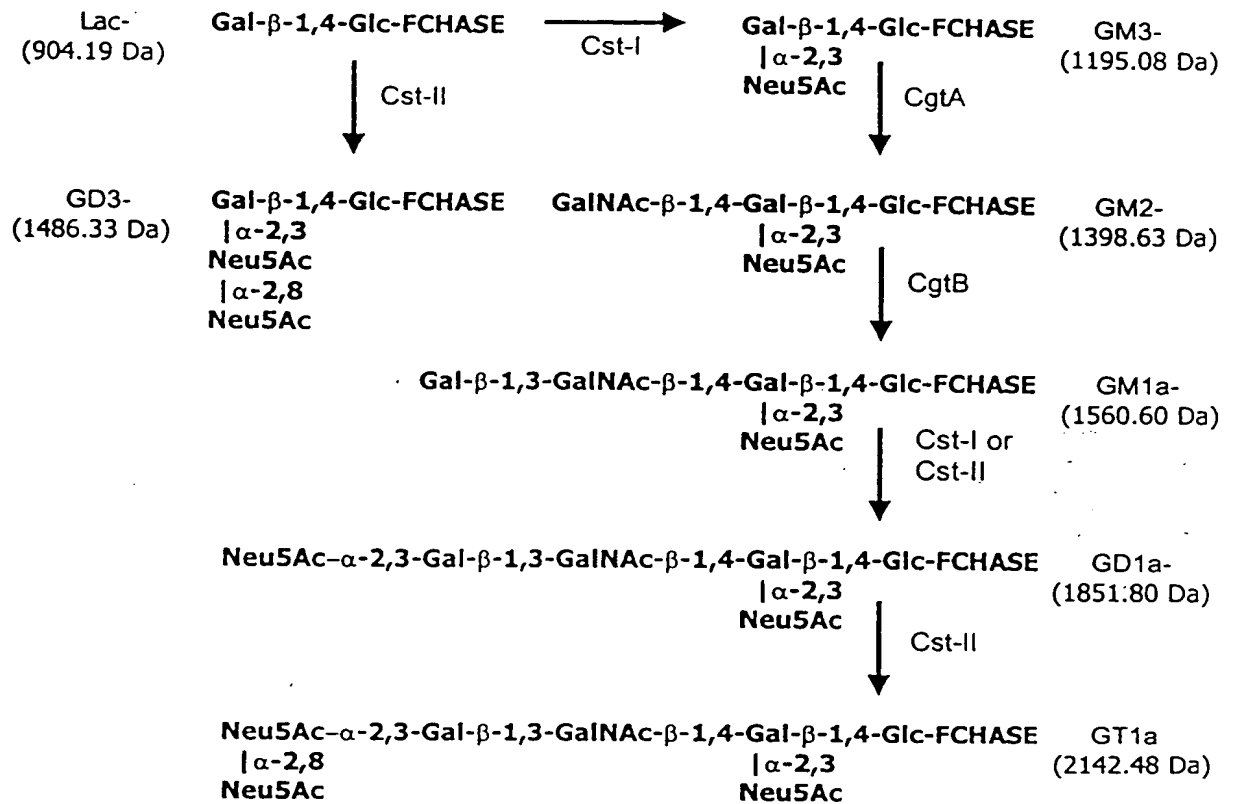 Lac-
(904.19 Da)
Gal-β-1,4-Glc-FCHASE
Cst-I
Gal-β-1,4-Glc-FCHASE
|α-2,3
Neu5Ac
GM3-
(1195.08 Da)
Cst-II
CgtA
GD3-
(1486.33 Da)
Gal-β-1,4-Glc-FCHASE
|α-2,3
Neu5Ac
|α-2,8
Neu5Ac
GalNAc-β-1,4-Gal-β-1,4-Glc-FCHASE
|α-2,3
Neu5Ac
GM2-
(1398.63 Da)
CgtB
Gal-β-1,3-GalNAc-β-1,4-Gal-β-1,4-Glc-FCHASE
|α-2,3
Neu5Ac
GM1a-
(1560.60 Da)
Cst-I or
Cst-II
Neu5Ac-α-2,3-Gal-β-1,3-GalNAc-β-1,4-Gal-β-1,4-Glc-FCHASE
|α-2,3
Neu5Ac
GD1a-
(1851.80 Da)
Cst-II
Neu5Ac-α-2,3-Gal-β-1,3-GalNAc-β-1,4-Gal-β-1,4-Glc-FCHASE
|α-2,8
Neu5Ac
|α-2,3
Neu5Ac
GT1a
(2142.48 Da)